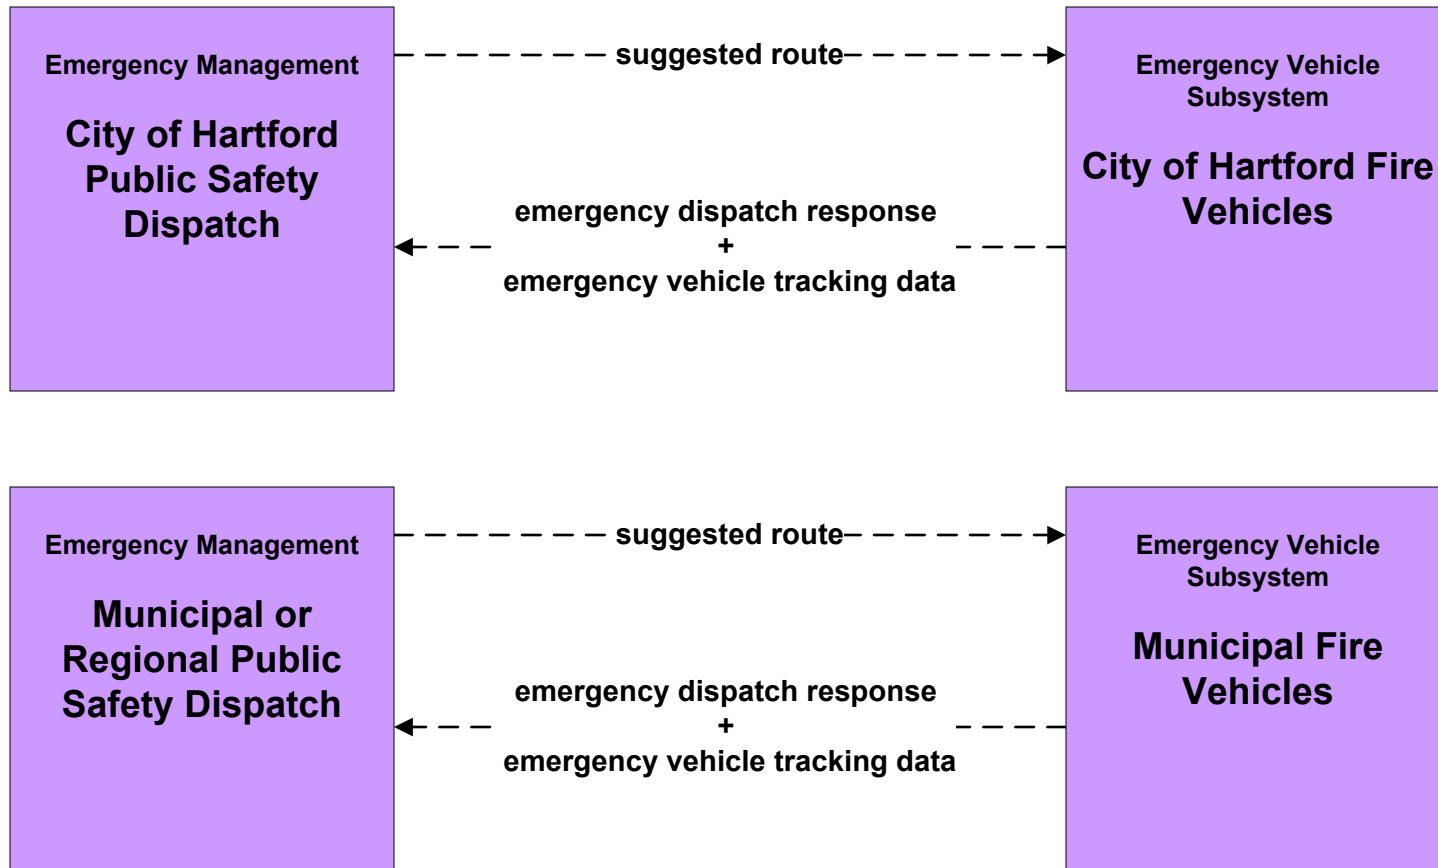 Emergency Management
City of Hartford
Public Safety
Dispatch
suggested route
emergency dispatch response
+
emergency vehicle tracking data
Emergency Vehicle
Subsystem
City of Hartford Fire
Vehicles
Emergency Management
Municipal or
Regional Public
Safety Dispatch
suggested route
emergency dispatch response
+
emergency vehicle tracking data
Emergency Vehicle
Subsystem
Municipal Fire
Vehicles